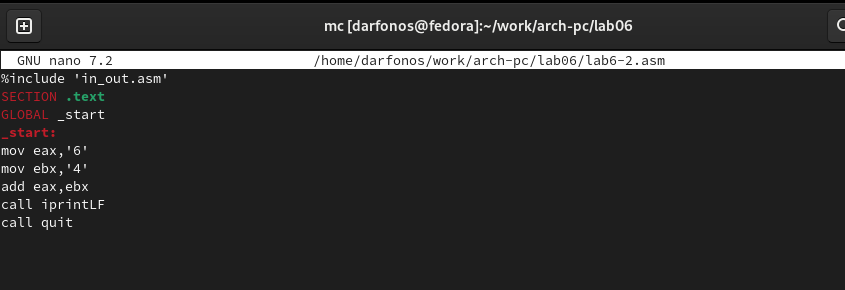 mc [darfonos@fedora]:~/work/arch-pc/lab06
GNU nano 7.2 /home/darfonos/work/arch-pc/lab06/lab6-2.asm
%include 'in_out.asm'
SECTION .text
GLOBAL _start
_start:
mov eax,'6'
mov ebx,'4'
add eax,ebx
call iprintLF
call quit